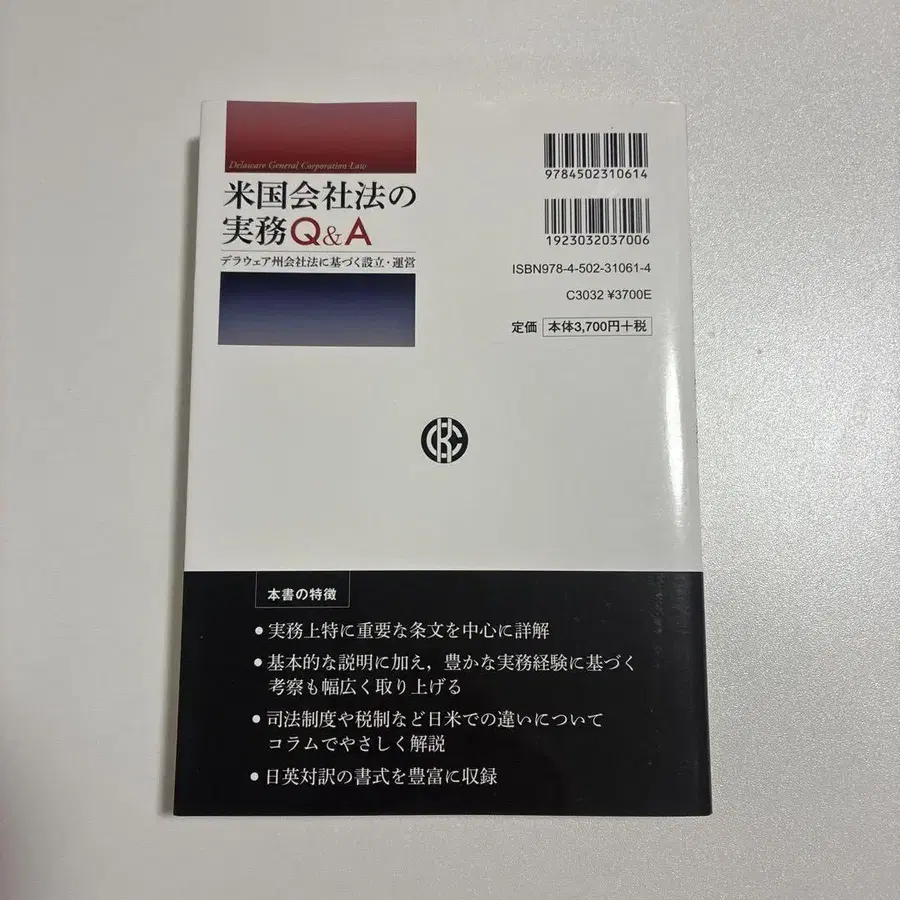 Delaware General Corporation Law
米国会社法の
実務Q&A
デラウェア州会社法に基づく設立・運営
9784502310614
1923032037006
ISBN978-4-502-31061-4
C3032 ¥3700E
定価 本体3,700円+税
CKH
本書の特徴
●実務上特に重要な条文を中心に詳解
●基本的な説明に加え，豊かな実務経験に基づく
考察も幅広く取り上げる
●司法制度や税制など日米での違いについて
コラムでやさしく解説
●日英対訳の書式を豊富に収録